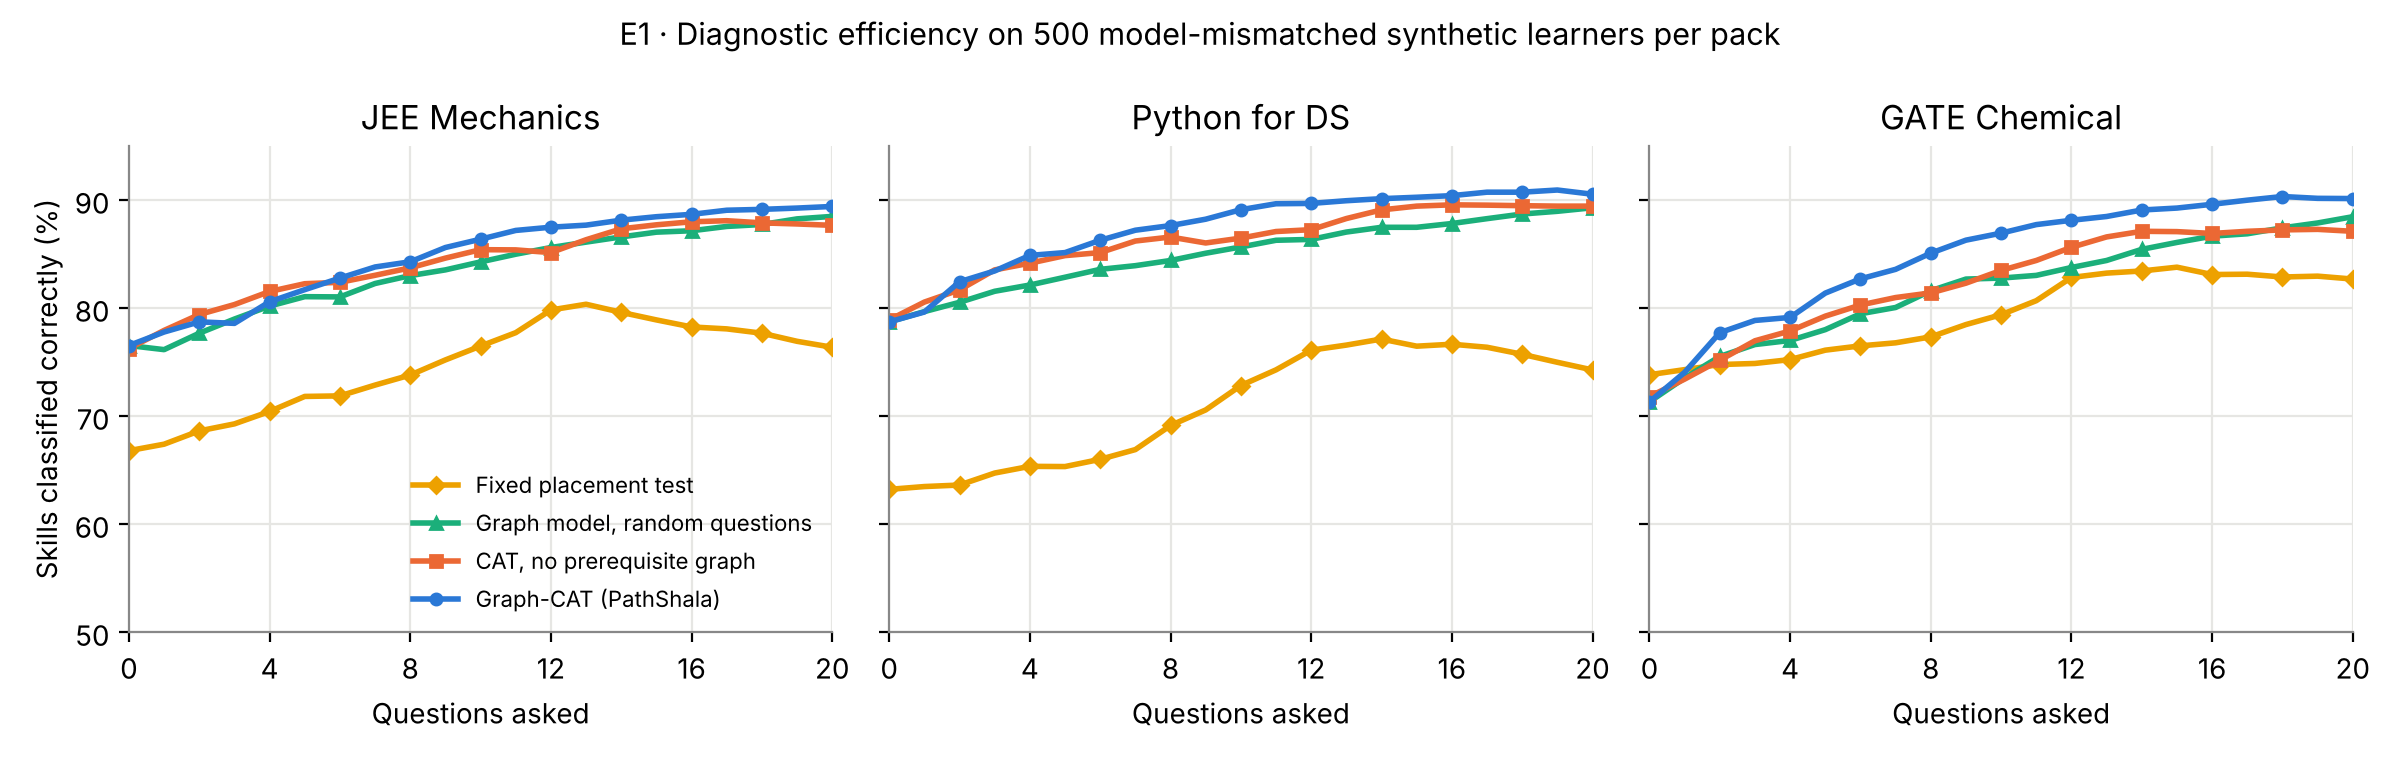 E1 · Diagnostic efficiency on 500 model-mismatched synthetic learners per pack
JEE Mechanics
Python for DS
GATE Chemical
Skills classified correctly (%)
90
80
70
60
50
Fixed placement test
Graph model, random questions
CAT, no prerequisite graph
Graph-CAT (PathShala)
0 4 8 12 16 20
0 4 8 12 16 20
0 4 8 12 16 20
Questions asked
Questions asked
Questions asked